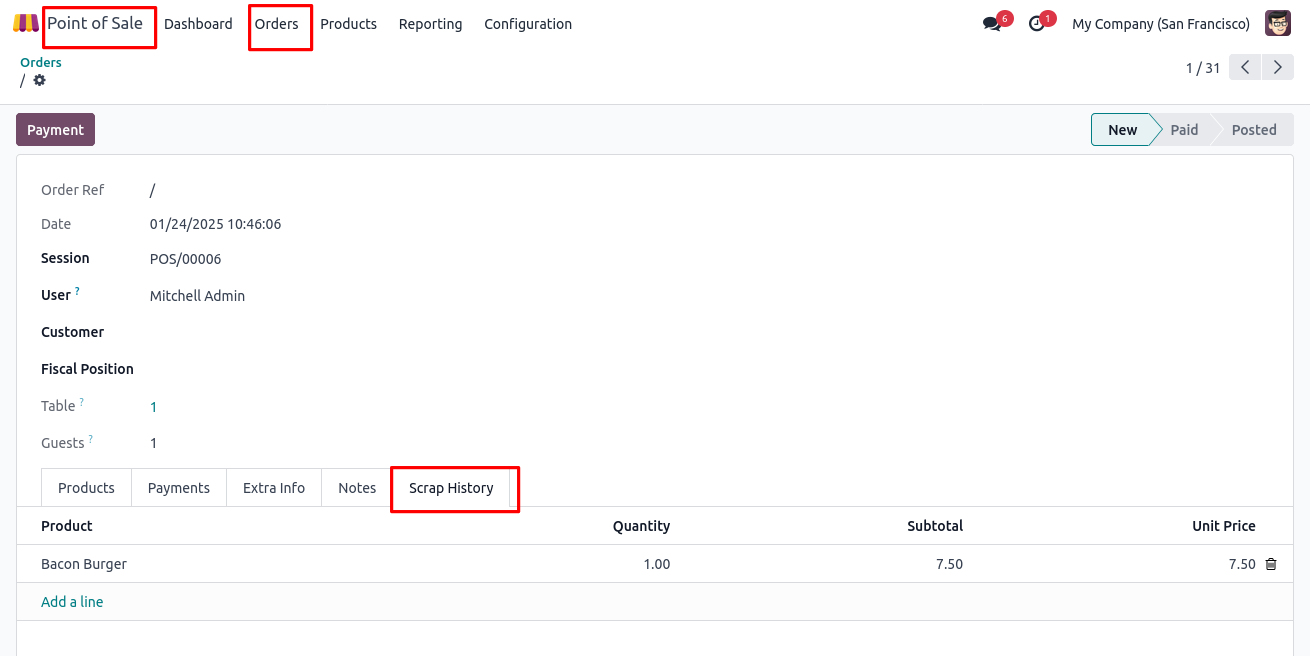 Point of Sale Dashboard Orders Products Reporting Configuration 6 1 My Company (San Francisco)
Orders
/ 1 / 31
Payment New Paid Posted
Order Ref /
Date 01/24/2025 10:46:06
Session POS/00006
User ? Mitchell Admin
Customer
Fiscal Position
Table ? 1
Guests ? 1
Products Payments Extra Info Notes Scrap History
Product Quantity Subtotal Unit Price
Bacon Burger 1.00 7.50 7.50
Add a line